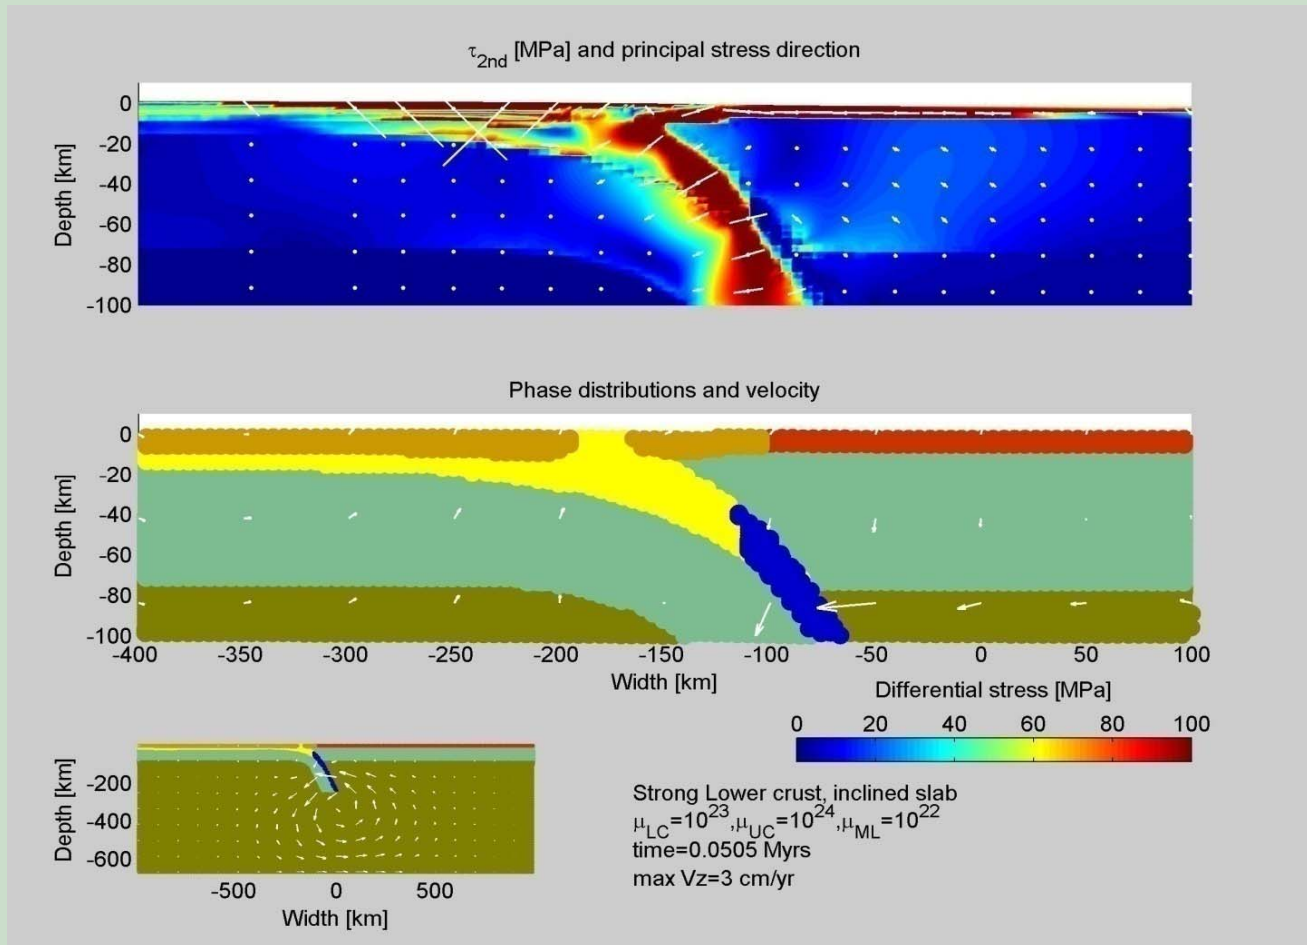 τ2nd [MPa] and principal stress direction
0
-20
-40
-60
-80
-100
Depth [km]
Phase distributions and velocity
0
-20
-40
-60
-80
-100
Depth [km]
-400 -350 -300 -250 -200 -150 -100 -50 0 50 100
Width [km]
Differential stress [MPa]
0 20 40 60 80 100
-200
-400
-600
Depth [km]
-500 0 500
Width [km]
Strong Lower crust, inclined slab
μLC=10^23,μUC=10^24,μML=10^22
time=0.0505 Myrs
max Vz=3 cm/yr